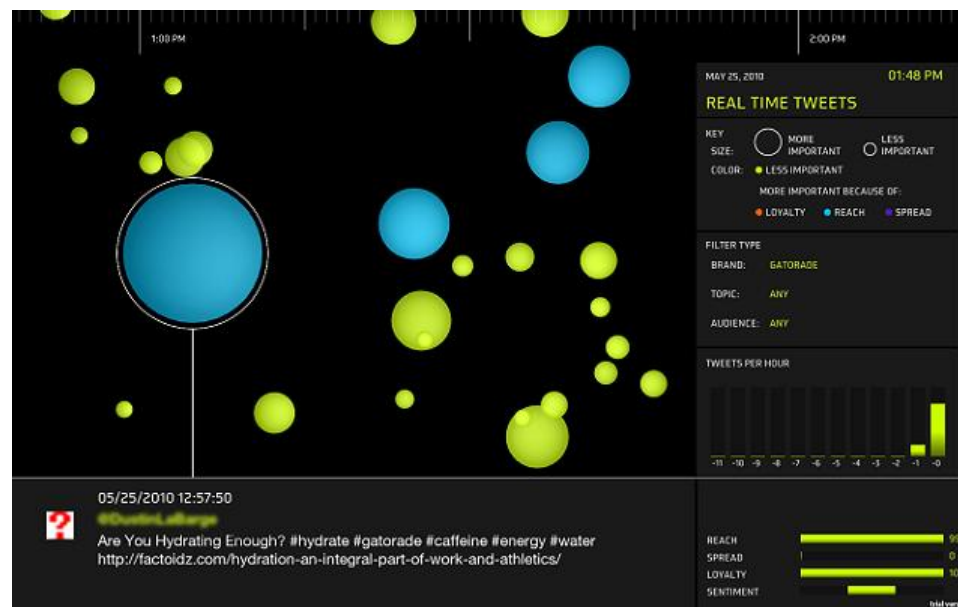 1:00 PM
2:00 PM
MAY 25, 2010 01:48 PM
REAL TIME TWEETS
KEY
SIZE: MORE IMPORTANT LESS IMPORTANT
COLOR: LESS IMPORTANT
MORE IMPORTANT BECAUSE OF:
LOYALTY REACH SPREAD
FILTER TYPE
BRAND: GATORADE
TOPIC: ANY
AUDIENCE: ANY
TWEETS PER HOUR
-11 -10 -9 -8 -7 -6 -5 -4 -3 -2 -1 -0
05/25/2010 12:57:50
?
Are You Hydrating Enough? #hydrate #gatorade #caffeine #energy #water
http://factoidz.com/hydration-an-integral-part-of-work-and-athletics/
REACH
SPREAD 0
LOYALTY
SENTIMENT